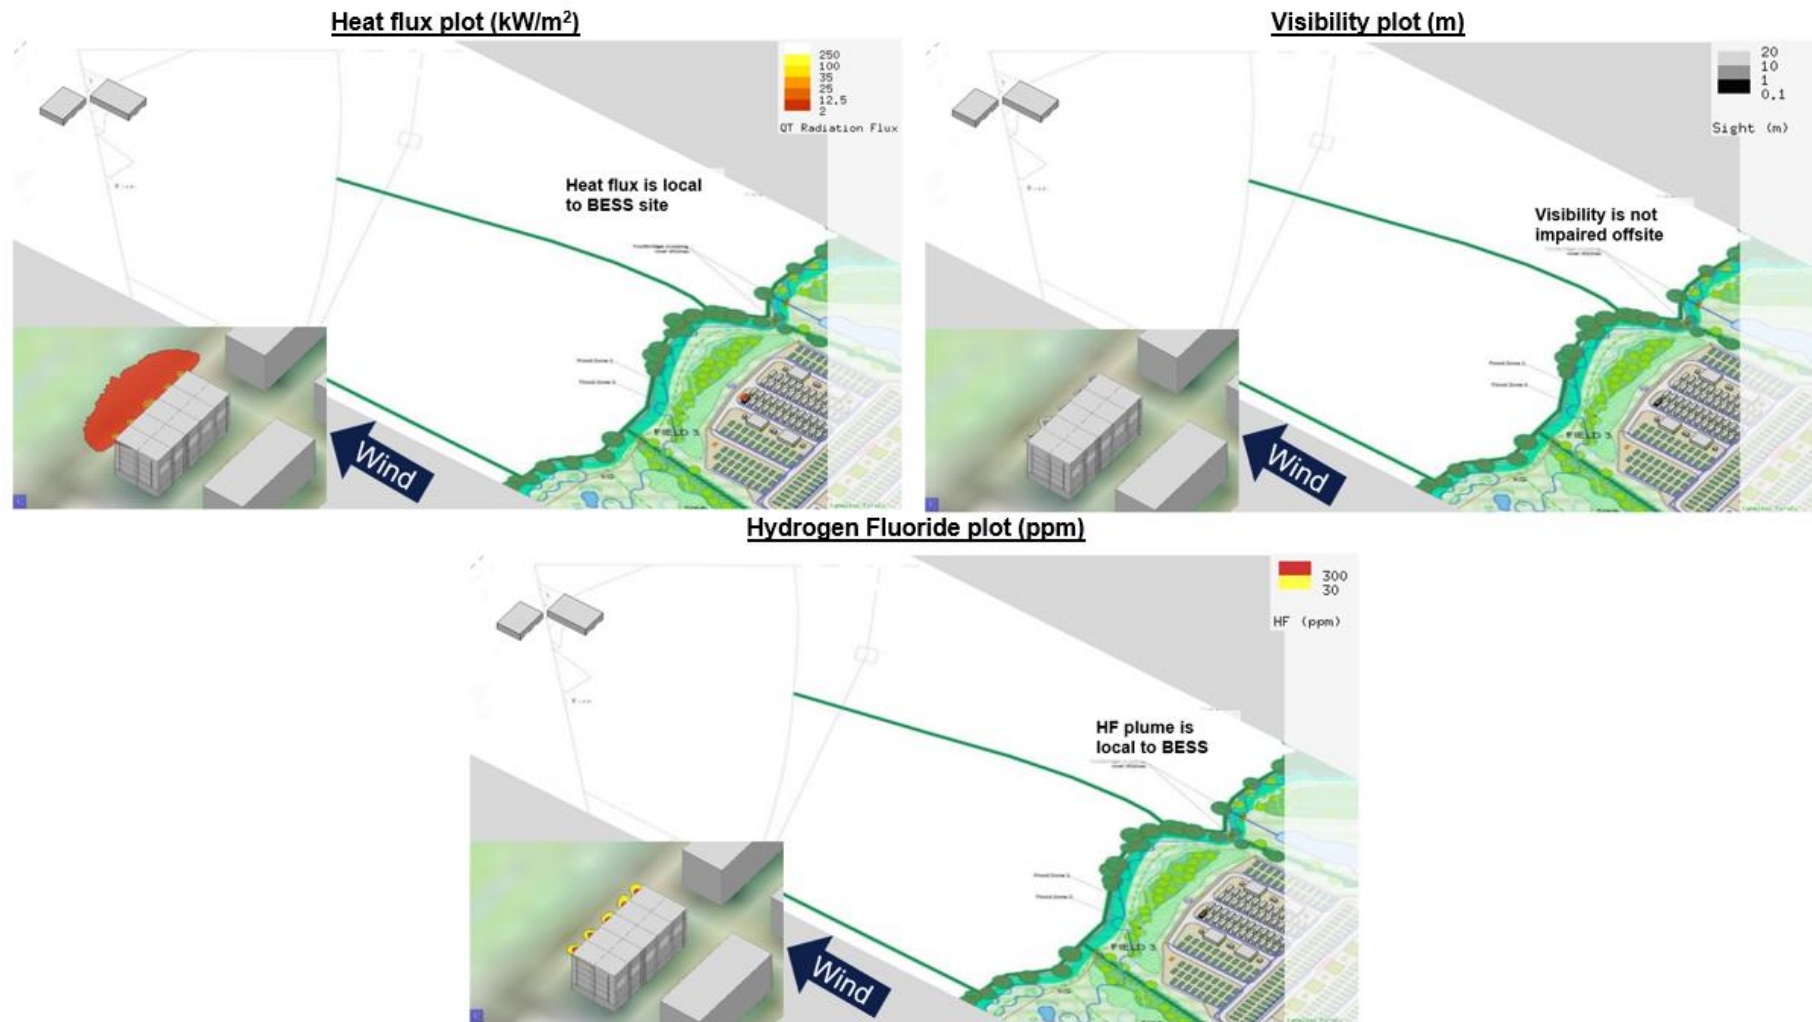 Heat flux plot (kW/m²)
250
100
35
25
12.5
2
QT Radiation Flux
Heat flux is local
to BESS site
FIELD 3
Wind
Visibility plot (m)
20
10
1
0.1
Sight (m)
Visibility is not
impaired offsite
FIELD 3
Wind
Hydrogen Fluoride plot (ppm)
300
30
HF (ppm)
HF plume is
local to BESS
FIELD 3
Wind